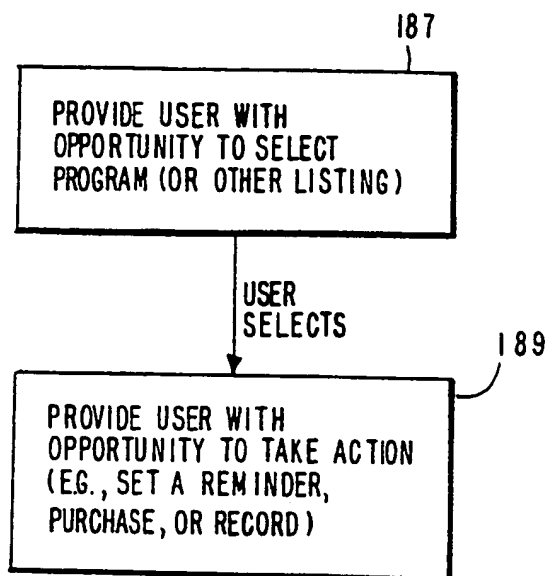 187
PROVIDE USER WITH
OPPORTUNITY TO SELECT
PROGRAM (OR OTHER LISTING)
USER
SELECTS
189
PROVIDE USER WITH
OPPORTUNITY TO TAKE ACTION
(E.G., SET A REMINDER,
PURCHASE, OR RECORD)